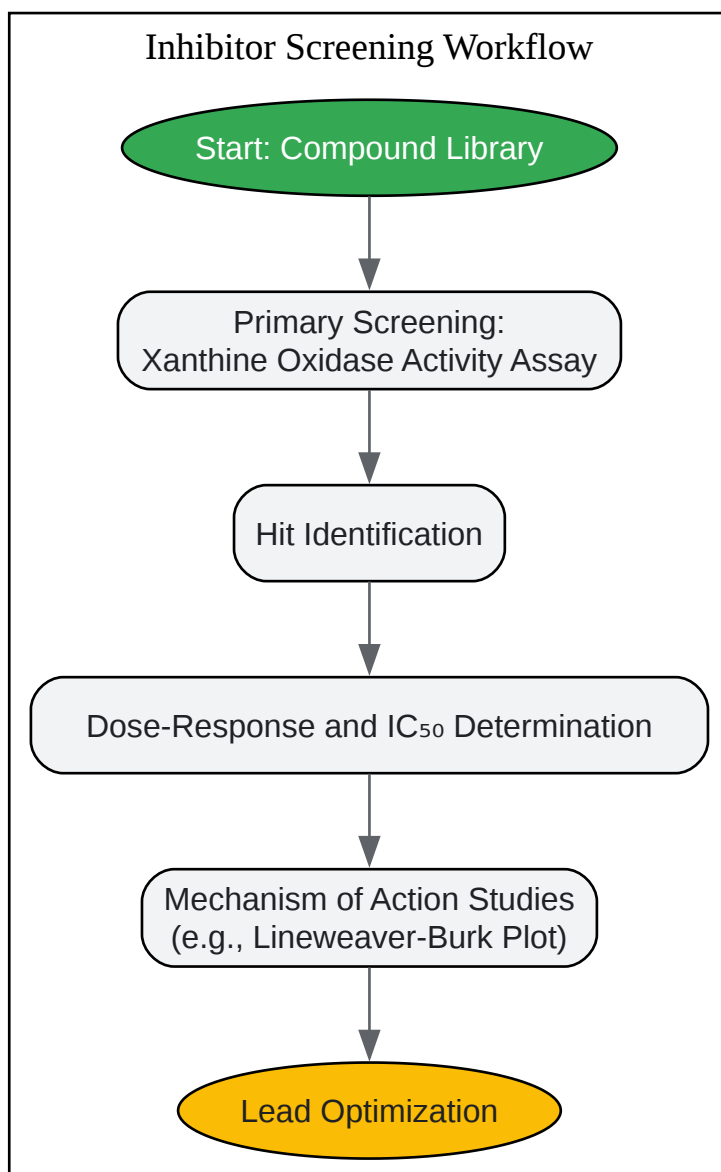 Inhibitor Screening Workflow
Start: Compound Library
Primary Screening:
Xanthine Oxidase Activity Assay
Hit Identification
Dose-Response and IC₅₀ Determination
Mechanism of Action Studies
(e.g., Lineweaver-Burk Plot)
Lead Optimization